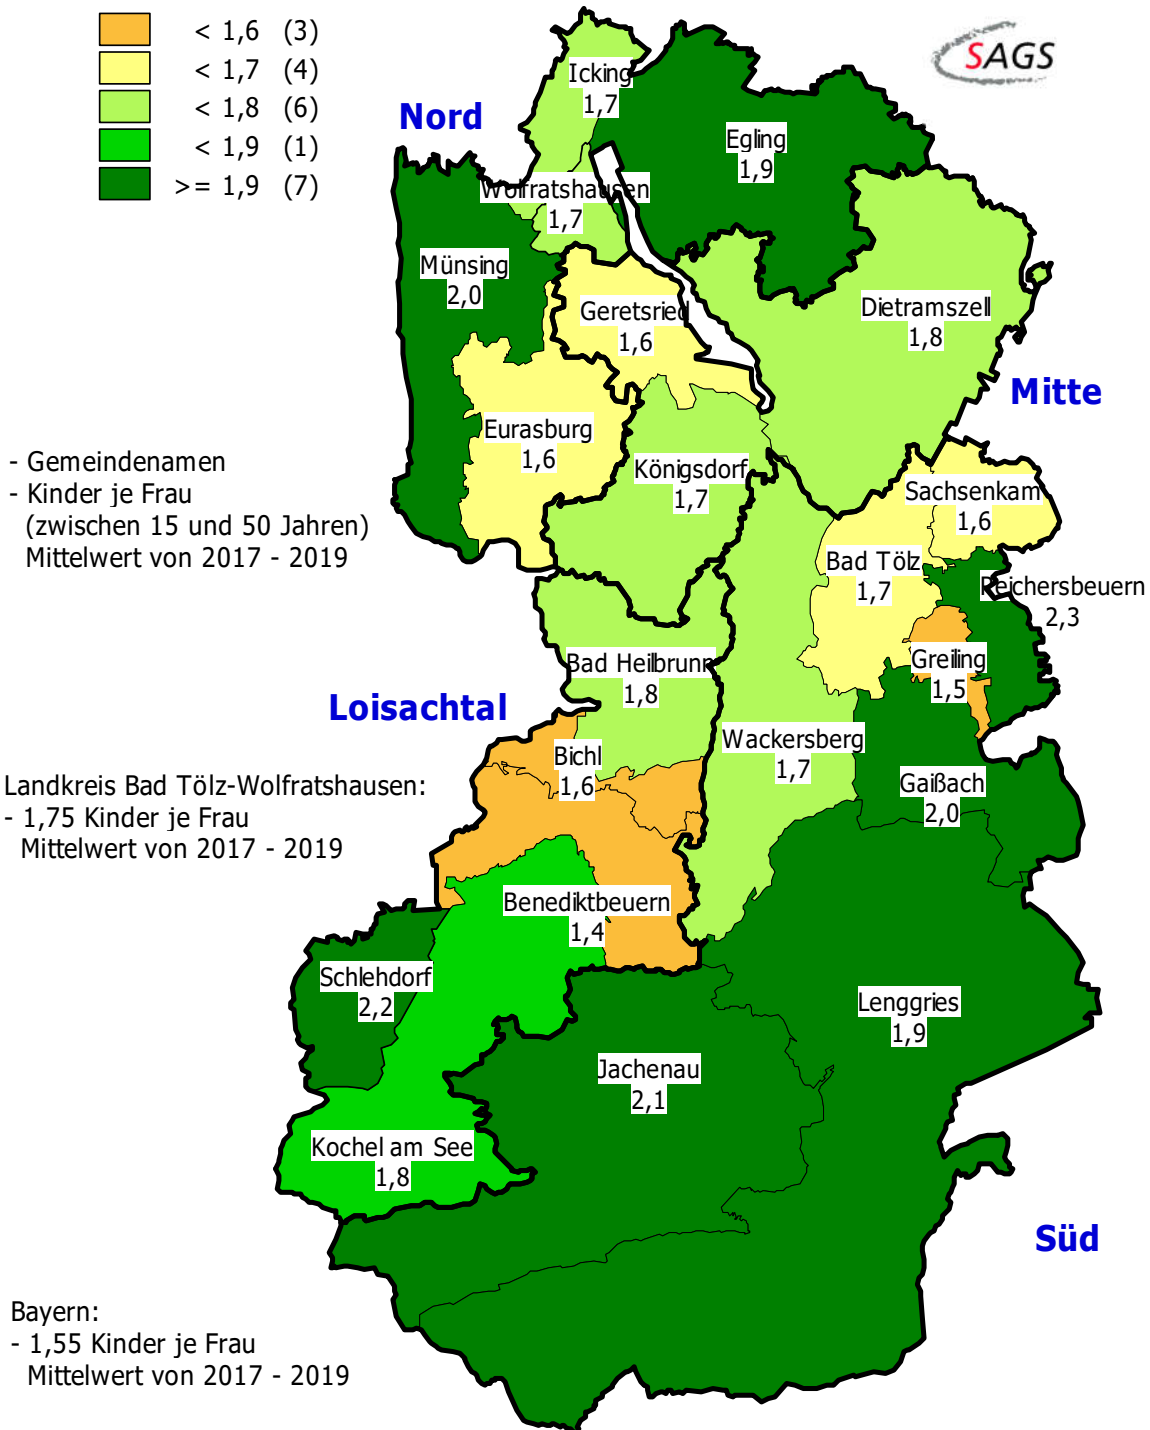 < 1,6 (3)
< 1,7 (4)
< 1,8 (6)
< 1,9 (1)
>= 1,9 (7)
SAGS
Nord
Icking
1,7
Egling
1,9
Wolfratshausen
1,7
Münsing
2,0
Geretsried
1,6
Dietramszell
1,8
Mitte
Eurasburg
1,6
Königsdorf
1,7
Sachsenkam
1,6
- Gemeindenamen
- Kinder je Frau
(zwischen 15 und 50 Jahren)
Mittelwert von 2017 - 2019
Bad Tölz
1,7
Reichersbeuern
2,3
Greiling
1,5
Bad Heilbrunn
1,8
Loisachtal
Wackersberg
1,7
Bichl
1,6
Gaißach
2,0
Landkreis Bad Tölz-Wolfratshausen:
- 1,75 Kinder je Frau
Mittelwert von 2017 - 2019
Benediktbeuern
1,4
Schlehdorf
2,2
Lenggries
1,9
Jachenau
2,1
Kochel am See
1,8
Süd
Bayern:
- 1,55 Kinder je Frau
Mittelwert von 2017 - 2019